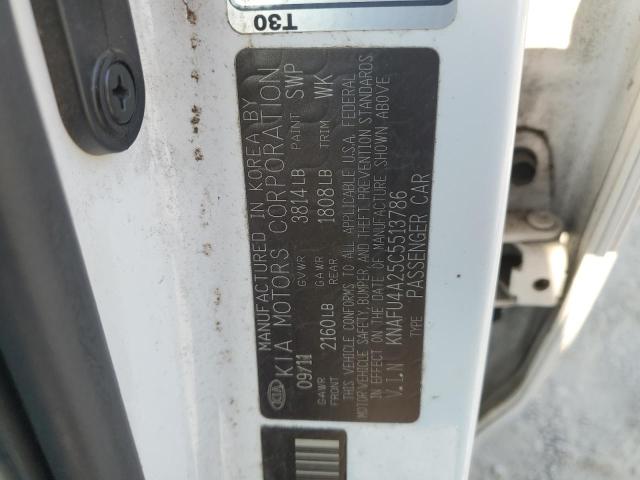 T30
KIA
MANUFACTURED IN KOREA BY
KIA MOTORS CORPORATION
09/11 GVWR 3814LB PAINT SWP
GAWR FRONT 2160LB GAWR REAR 1808LB TRIM WK
THIS VEHICLE CONFORMS TO ALL APPLICABLE U.S.A. FEDERAL
MOTOR VEHICLE SAFETY, BUMPER AND THEFT PREVENTION STANDARDS
IN EFFECT ON THE DATE OF MANUFACTURE SHOWN ABOVE
V.I.N KNAFU4A25C5513786
TYPE PASSENGER CAR